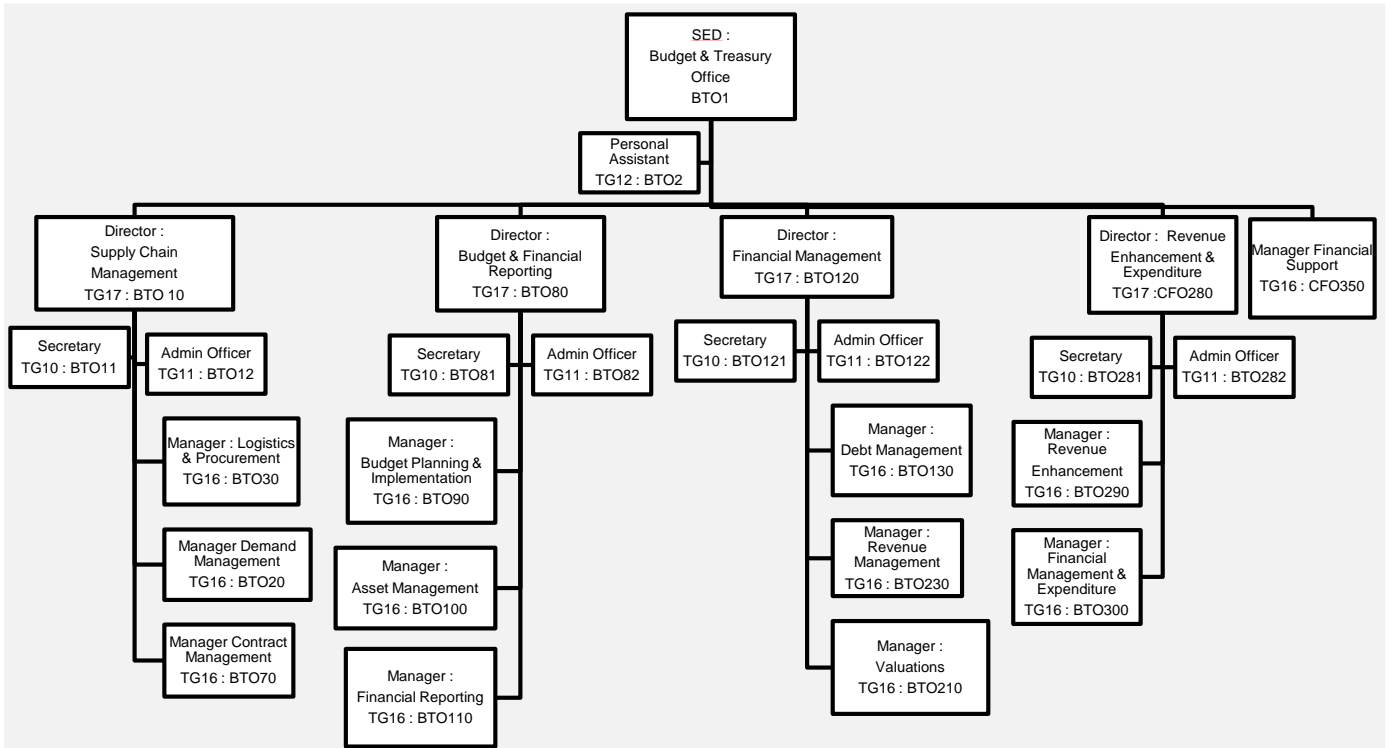 SED :
Budget & Treasury
Office
BTO1
Personal
Assistant
TG12 : BTO2
Director :
Supply Chain
Management
TG17 : BTO 10
Director :
Budget & Financial
Reporting
TG17 : BTO80
Director :
Financial Management
TG17 : BTO120
Director :  Revenue
Enhancement &
Expenditure
TG17 :CFO280
Manager Financial
Support
TG16 : CFO350
Secretary
TG10 : BTO11
Admin Officer
TG11 : BTO12
Secretary
TG10 : BTO81
Admin Officer
TG11 : BTO82
Secretary
TG10 : BTO121
Admin Officer
TG11 : BTO122
Secretary
TG10 : BTO281
Admin Officer
TG11 : BTO282
Manager : Logistics
& Procurement
TG16 : BTO30
Manager Demand
Management
TG16 : BTO20
Manager Contract
Management
TG16 : BTO70
Manager :
Budget Planning &
Implementation
TG16 : BTO90
Manager :
Asset Management
TG16 : BTO100
Manager :
Financial Reporting
TG16 : BTO110
Manager :
Debt Management
TG16 : BTO130
Manager :
Revenue
Management
TG16 : BTO230
Manager :
Valuations
TG16 : BTO210
Manager :
Revenue
Enhancement
TG16 : BTO290
Manager :
Financial
Management &
Expenditure
TG16 : BTO300